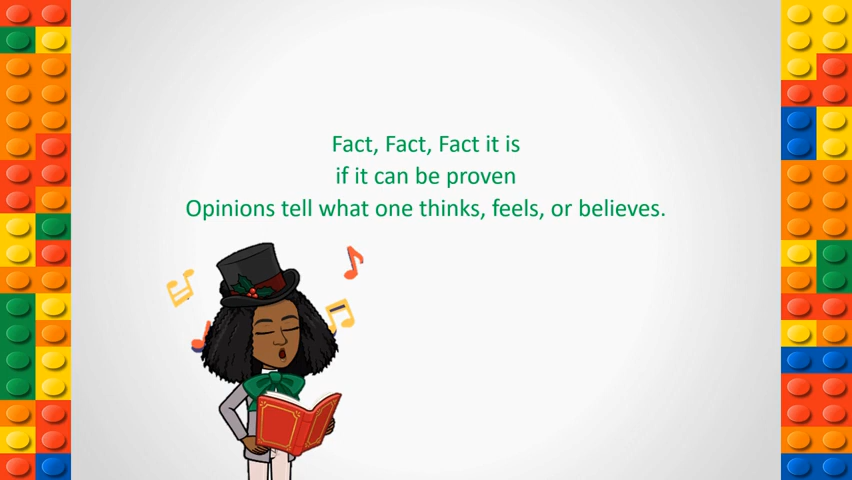 Fact, Fact, Fact it is
if it can be proven
Opinions tell what one thinks, feels, or believes.